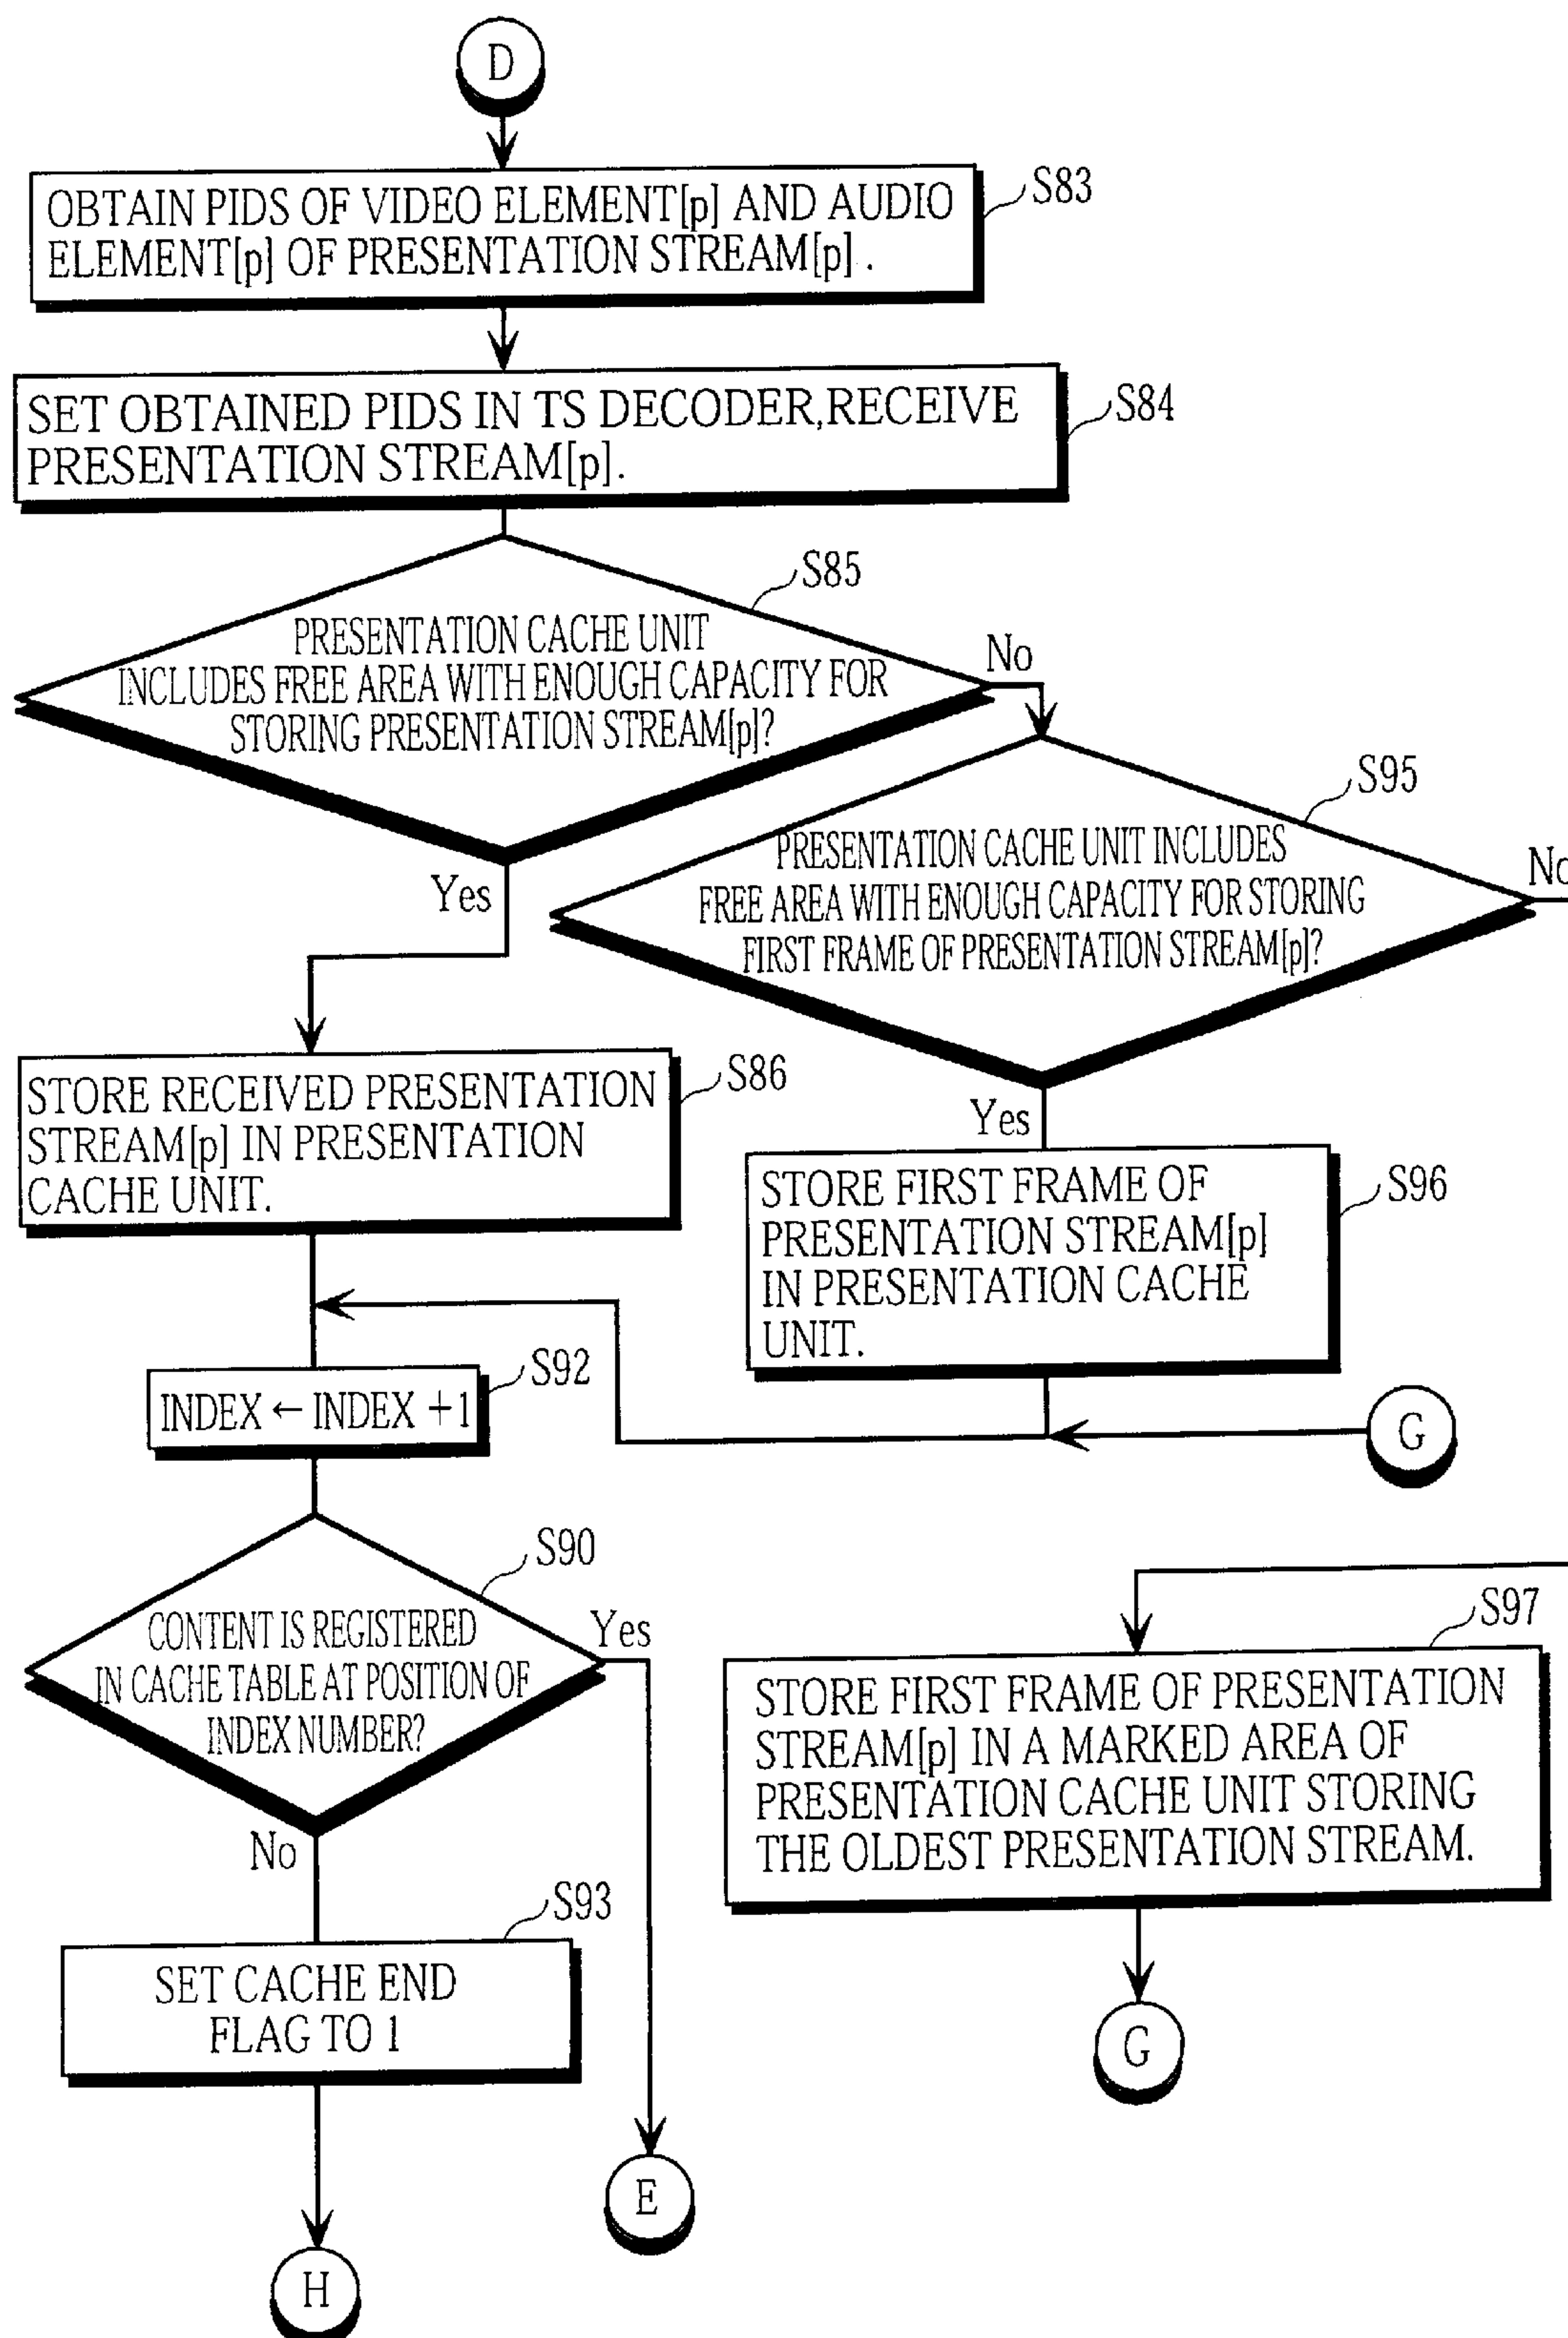 D
S83
OBTAIN PIDS OF VIDEO ELEMENT[p] AND AUDIO
ELEMENT[p] OF PRESENTATION STREAM[p] .
S84
SET OBTAINED PIDS IN TS DECODER,RECEIVE
PRESENTATION STREAM[p].
S85
PRESENTATION CACHE UNIT
INCLUDES FREE AREA WITH ENOUGH CAPACITY FOR
STORING PRESENTATION STREAM[p]?
No
Yes
S95
PRESENTATION CACHE UNIT INCLUDES
FREE AREA WITH ENOUGH CAPACITY FOR STORING
FIRST FRAME OF PRESENTATION STREAM[p]?
No
Yes
S86
STORE RECEIVED PRESENTATION
STREAM[p] IN PRESENTATION
CACHE UNIT.
S96
STORE FIRST FRAME OF
PRESENTATION STREAM[p]
IN PRESENTATION CACHE
UNIT.
S92
INDEX ← INDEX +1
G
S90
CONTENT IS REGISTERED
IN CACHE TABLE AT POSITION OF
INDEX NUMBER?
Yes
No
S97
STORE FIRST FRAME OF PRESENTATION
STREAM[p] IN A MARKED AREA OF
PRESENTATION CACHE UNIT STORING
THE OLDEST PRESENTATION STREAM.
S93
SET CACHE END
FLAG TO 1
G
E
H